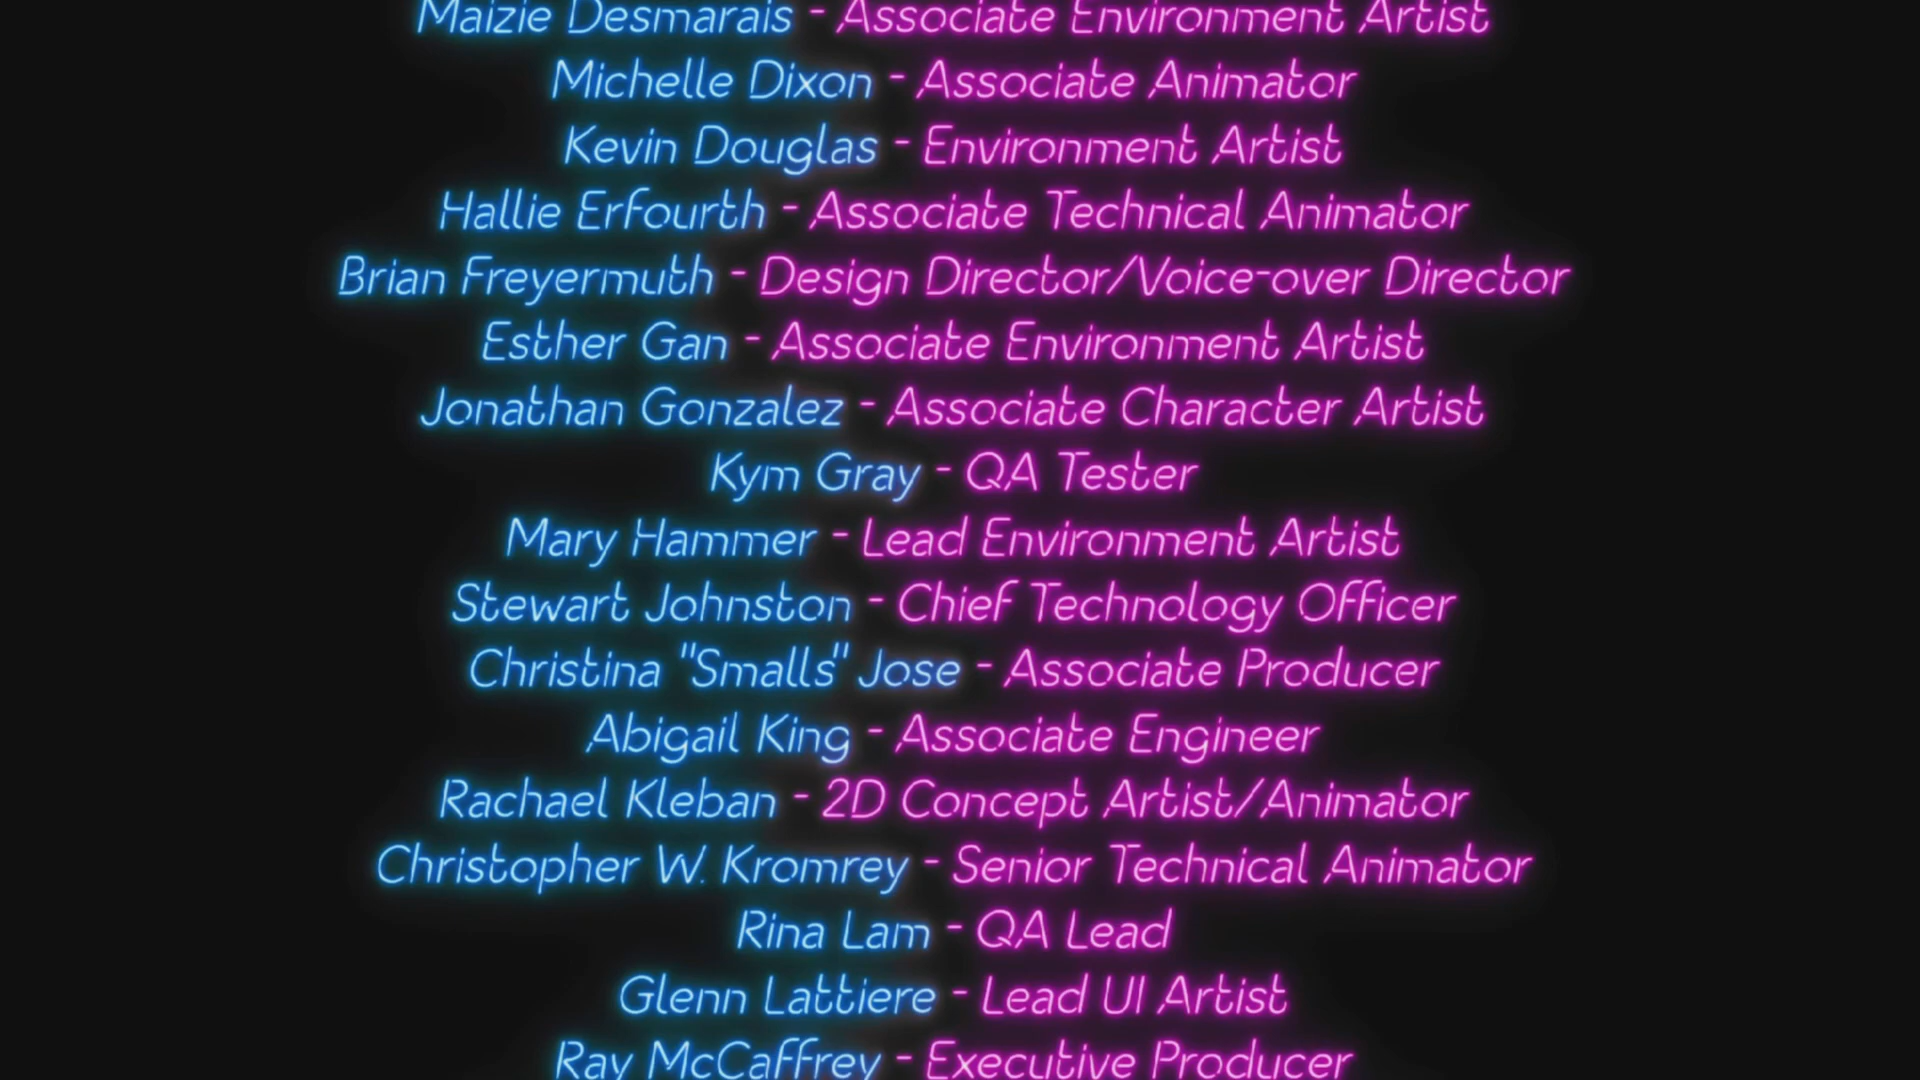 Maizie Desmarais - Associate Environment Artist
Michelle Dixon - Associate Animator
Kevin Douglas - Environment Artist
Hallie Erfourth - Associate Technical Animator
Brian Freyermuth - Design Director/Voice-over Director
Esther Gan - Associate Environment Artist
Jonathan Gonzalez - Associate Character Artist
Kym Gray - QA Tester
Mary Hammer - Lead Environment Artist
Stewart Johnston - Chief Technology Officer
Christina "Smalls" Jose - Associate Producer
Abigail King - Associate Engineer
Rachael Kleban - 2D Concept Artist/Animator
Christopher W. Kromrey - Senior Technical Animator
Rina Lam - QA Lead
Glenn Lattiere - Lead UI Artist
Ray McCaffrey - Executive Producer